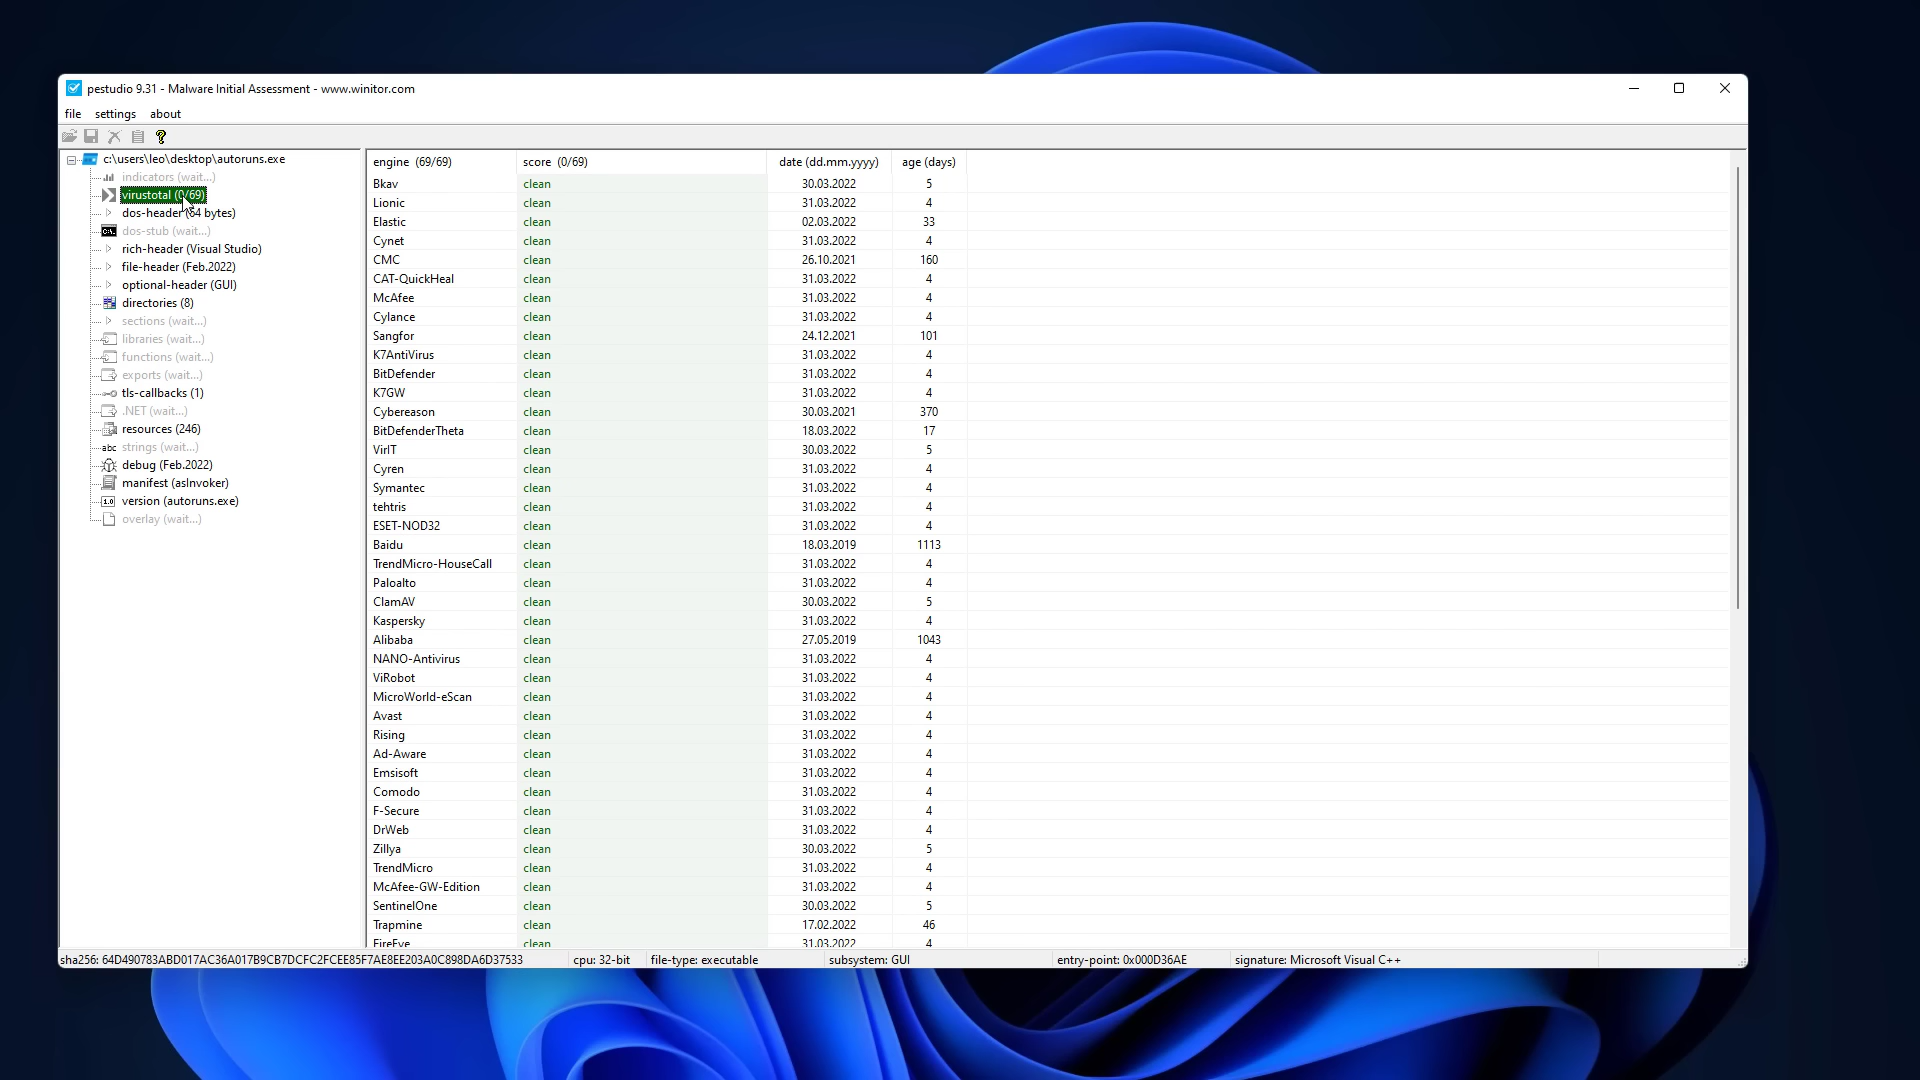 pestudio 9.31 - Malware Initial Assessment - www.winitor.com
file settings about
c:\users\leo\desktop\autoruns.exe
indicators (wait...)
virustotal (0/69)
dos-header (64 bytes)
dos-stub (wait...)
rich-header (Visual Studio)
file-header (Feb.2022)
optional-header (GUI)
directories (8)
sections (wait...)
libraries (wait...)
functions (wait...)
exports (wait...)
tls-callbacks (1)
.NET (wait...)
resources (246)
abc strings (wait...)
debug (Feb.2022)
manifest (asInvoker)
1.0 version (autoruns.exe)
overlay (wait...)
engine (69/69) score (0/69) date (dd.mm.yyyy) age (days)
Bkav clean 30.03.2022 5
Lionic clean 31.03.2022 4
Elastic clean 02.03.2022 33
Cynet clean 31.03.2022 4
CMC clean 26.10.2021 160
CAT-QuickHeal clean 31.03.2022 4
McAfee clean 31.03.2022 4
Cylance clean 31.03.2022 4
Sangfor clean 24.12.2021 101
K7AntiVirus clean 31.03.2022 4
BitDefender clean 31.03.2022 4
K7GW clean 31.03.2022 4
Cybereason clean 30.03.2021 370
BitDefenderTheta clean 18.03.2022 17
VirIT clean 30.03.2022 5
Cyren clean 31.03.2022 4
Symantec clean 31.03.2022 4
tehtris clean 31.03.2022 4
ESET-NOD32 clean 31.03.2022 4
Baidu clean 18.03.2019 1113
TrendMicro-HouseCall clean 31.03.2022 4
Paloalto clean 31.03.2022 4
ClamAV clean 30.03.2022 5
Kaspersky clean 31.03.2022 4
Alibaba clean 27.05.2019 1043
NANO-Antivirus clean 31.03.2022 4
ViRobot clean 31.03.2022 4
MicroWorld-eScan clean 31.03.2022 4
Avast clean 31.03.2022 4
Rising clean 31.03.2022 4
Ad-Aware clean 31.03.2022 4
Emsisoft clean 31.03.2022 4
Comodo clean 31.03.2022 4
F-Secure clean 31.03.2022 4
DrWeb clean 31.03.2022 4
Zillya clean 30.03.2022 5
TrendMicro clean 31.03.2022 4
McAfee-GW-Edition clean 31.03.2022 4
SentinelOne clean 30.03.2022 5
Trapmine clean 17.02.2022 46
FireEye clean 31.03.2022 4
sha256: 64D490783ABD017AC36A017B9CB7DCFC2FCEE85F7AE8EE203A0C898DA6D37533 cpu: 32-bit file-type: executable subsystem: GUI entry-point: 0x000D36AE signature: Microsoft Visual C++